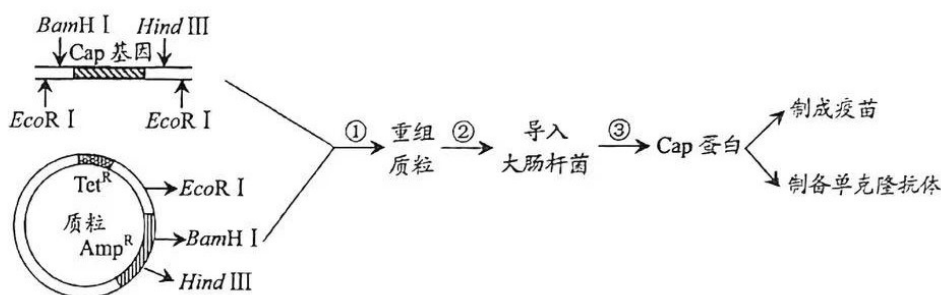 BamH Ⅰ Hind Ⅲ
Cap 基因
EcoR Ⅰ EcoR Ⅰ
① 重组质粒 ② 导入大肠杆菌 ③ Cap 蛋白
制成疫苗
制备单克隆抗体
Tet^R
EcoR Ⅰ
质粒
Amp^R
BamH Ⅰ
Hind Ⅲ